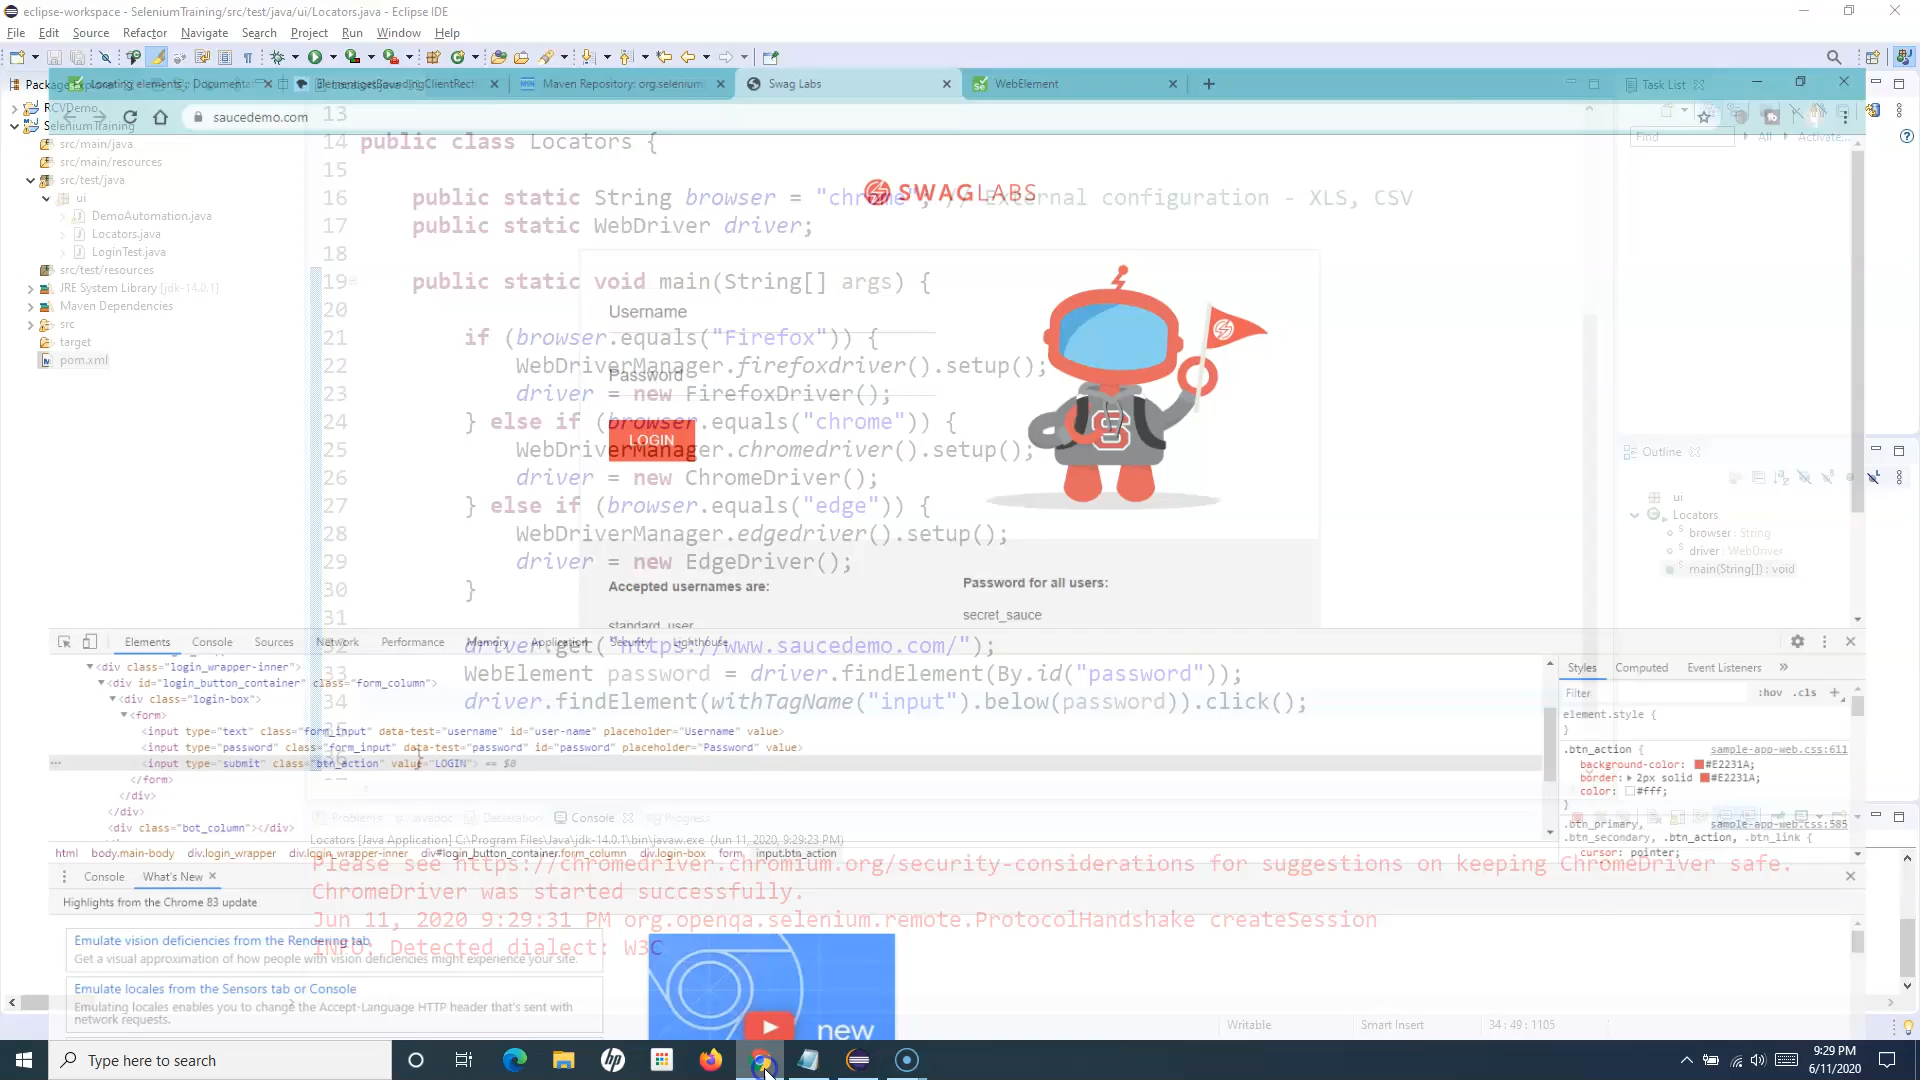 eclipse-workspace - SeleniumTraining/src/test/java/ui/Locators.java - Eclipse IDE
File Edit Source Refactor Navigate Search Project Run Window Help
Maven Repository: org.selenium
Swag Labs
WebElement
Task List
saucedemo.com
RCVDemo
SeleniumTraining
src/main/java
src/main/resources
src/test/java
ui
DemoAutomation.java
Locators.java
LoginTest.java
src/test/resources
JRE System Library [jdk-14.0.1]
Maven Dependencies
src
target
pom.xml
Find
All
Activate...
13
14 public class Locators {
15
16 public static String browser = "chrome"; // External configuration - XLS, CSV
17 public static WebDriver driver;
18
19 public static void main(String[] args) {
20
21 if (browser.equals("Firefox")) {
22 WebDriverManager.firefoxdriver().setup();
23 driver = new FirefoxDriver();
24 } else if (browser.equals("chrome")) {
25 WebDriverManager.chromedriver().setup();
26 driver = new ChromeDriver();
27 } else if (browser.equals("edge")) {
28 WebDriverManager.edgedriver().setup();
29 driver = new EdgeDriver();
30 }
31
32 driver.get("https://www.saucedemo.com/");
33 WebElement password = driver.findElement(By.id("password"));
34 driver.findElement(withTagName("input").below(password)).click();
SWAGLABS
Username
Password
LOGIN
Accepted usernames are:
standard_user
Password for all users:
secret_sauce
Outline
ui
Locators
browser : String
driver : WebDriver
main(String[]) : void
Elements Console Sources Network Performance Memory Application Security Lighthouse
<div class="login_wrapper-inner">
<div id="login_button_container" class="form_column">
<div class="login-box">
<form>
<input type="text" class="form_input" data-test="username" id="user-name" placeholder="Username" value>
<input type="password" class="form_input" data-test="password" id="password" placeholder="Password" value>
<input type="submit" class="btn_action" value="LOGIN"> == $0
</form>
</div>
</div>
<div class="bot_column"></div>
html body.main-body div.login_wrapper div.login_wrapper-inner div#login_button_container.form_column div.login-box form input.btn_action
Styles Computed Event Listeners »
Filter
:hov .cls +
element.style {
}
.btn_action {
sample-app-web.css:611
background-color: #E2231A;
border: 2px solid #E2231A;
color: #fff;
}
.btn_primary,
sample-app-web.css:585
.btn_secondary, .btn_action, .btn_link {
cursor: pointer;
Problems Javadoc Declaration Console Progress
Locators [Java Application] C:\Program Files\Java\jdk-14.0.1\bin\javaw.exe (Jun 11, 2020, 9:29:23 PM)
Please see https://chromedriver.chromium.org/security-considerations for suggestions on keeping ChromeDriver safe.
ChromeDriver was started successfully.
Jun 11, 2020 9:29:31 PM org.openqa.selenium.remote.ProtocolHandshake createSession
INFO: Detected dialect: W3C
Console What's New
Highlights from the Chrome 83 update
Emulate vision deficiencies from the Rendering tab
Get a visual approximation of how people with vision deficiencies might experience your site.
Emulate locales from the Sensors tab or Console
Emulating locales enables you to change the Accept-Language HTTP header that's sent with
network requests.
new
Writable
Smart Insert
34 : 49 : 1105
Type here to search
9:29 PM
6/11/2020